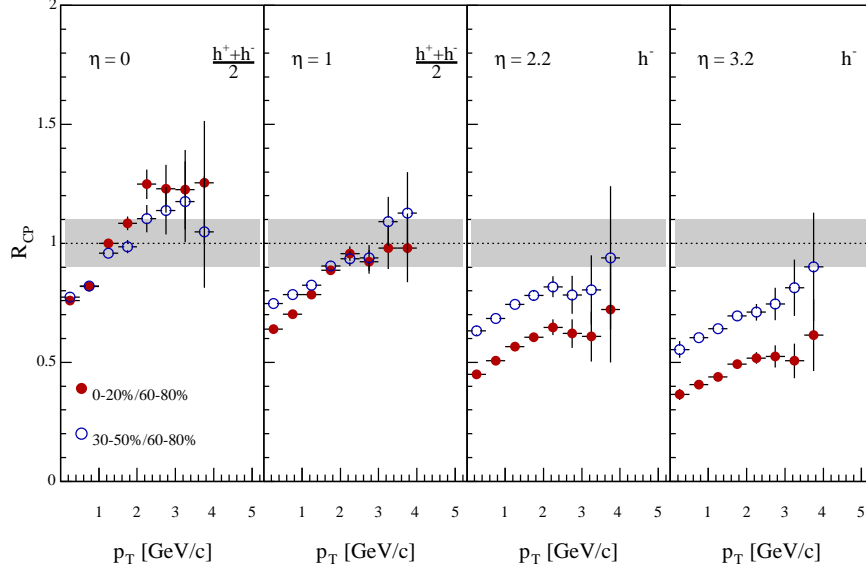 2
1.5
1
0.5
0
R_CP
η = 0
h⁺+h⁻
2
η = 1
h⁺+h⁻
2
η = 2.2
h⁻
η = 3.2
h⁻
0-20%/60-80%
30-50%/60-80%
1 2 3 4 5
1 2 3 4 5
1 2 3 4 5
1 2 3 4 5
p_T [GeV/c]
p_T [GeV/c]
p_T [GeV/c]
p_T [GeV/c]